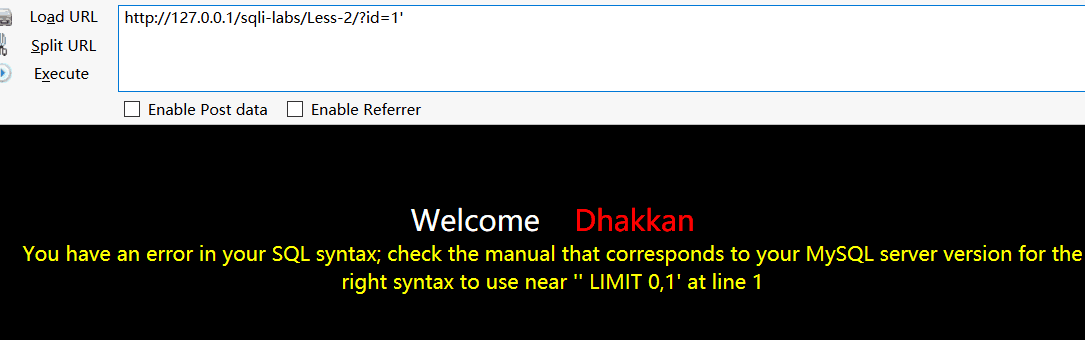 Load URL
http://127.0.0.1/sqli-labs/Less-2/?id=1'
Split URL
Execute
Enable Post data
Enable Referrer
Welcome Dhakkan
You have an error in your SQL syntax; check the manual that corresponds to your MySQL server version for the
right syntax to use near '' LIMIT 0,1' at line 1